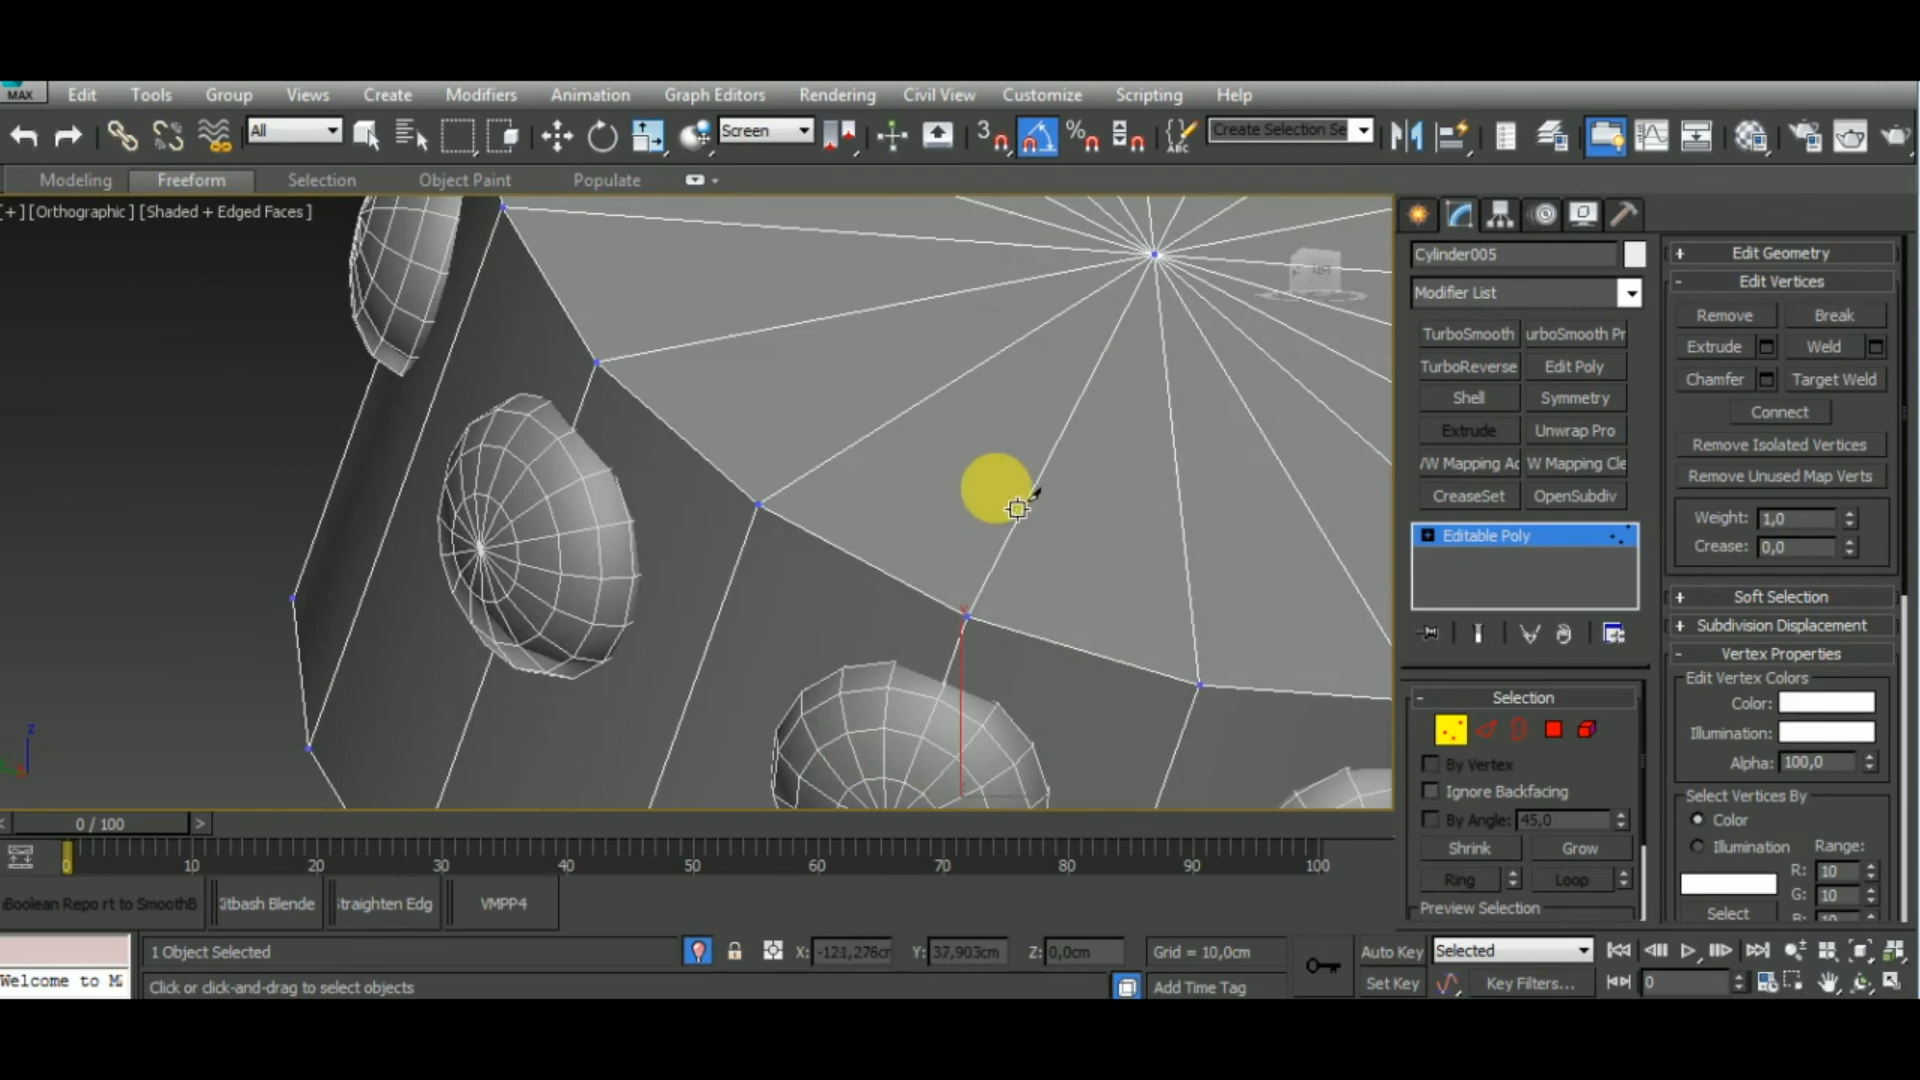 MAX Edit Tools Group Views Create Modifiers Animation Graph Editors Rendering Civil View Customize Scripting Help
All Screen 3 % ABC Create Selection Se
Modeling Freeform Selection Object Paint Populate
[+] [Orthographic] [Shaded + Edged Faces]
Cylinder005
Modifier List
TurboSmooth urboSmooth Pr
TurboReverse Edit Poly
Shell Symmetry
Extrude Unwrap Pro
/W Mapping Ad W Mapping Cle
CreaseSet OpenSubdiv
Editable Poly
Selection
By Vertex
Ignore Backfacing
By Angle: 45,0
Shrink Grow
Ring Loop
Preview Selection
+ Edit Geometry
- Edit Vertices
Remove Break
Extrude Weld
Chamfer Target Weld
Connect
Remove Isolated Vertices
Remove Unused Map Verts
Weight: 1,0
Crease: 0,0
+ Soft Selection
+ Subdivision Displacement
- Vertex Properties
Edit Vertex Colors
Color:
Illumination:
Alpha: 100,0
Select Vertices By
Color
Illumination Range:
R: 10
G: 10
Select
z
< 0 / 100 >
0 10 20 30 40 50 60 70 80 90 100
Boolean Repo rt to SmoothB tbash Blende traighten Edg VMPP4
1 Object Selected X: -121,276cr Y: 37,903cm Z: 0,0cm Grid = 10,0cm Auto Key Selected
Welcome to M Click or click-and-drag to select objects Add Time Tag Set Key Key Filters... 0